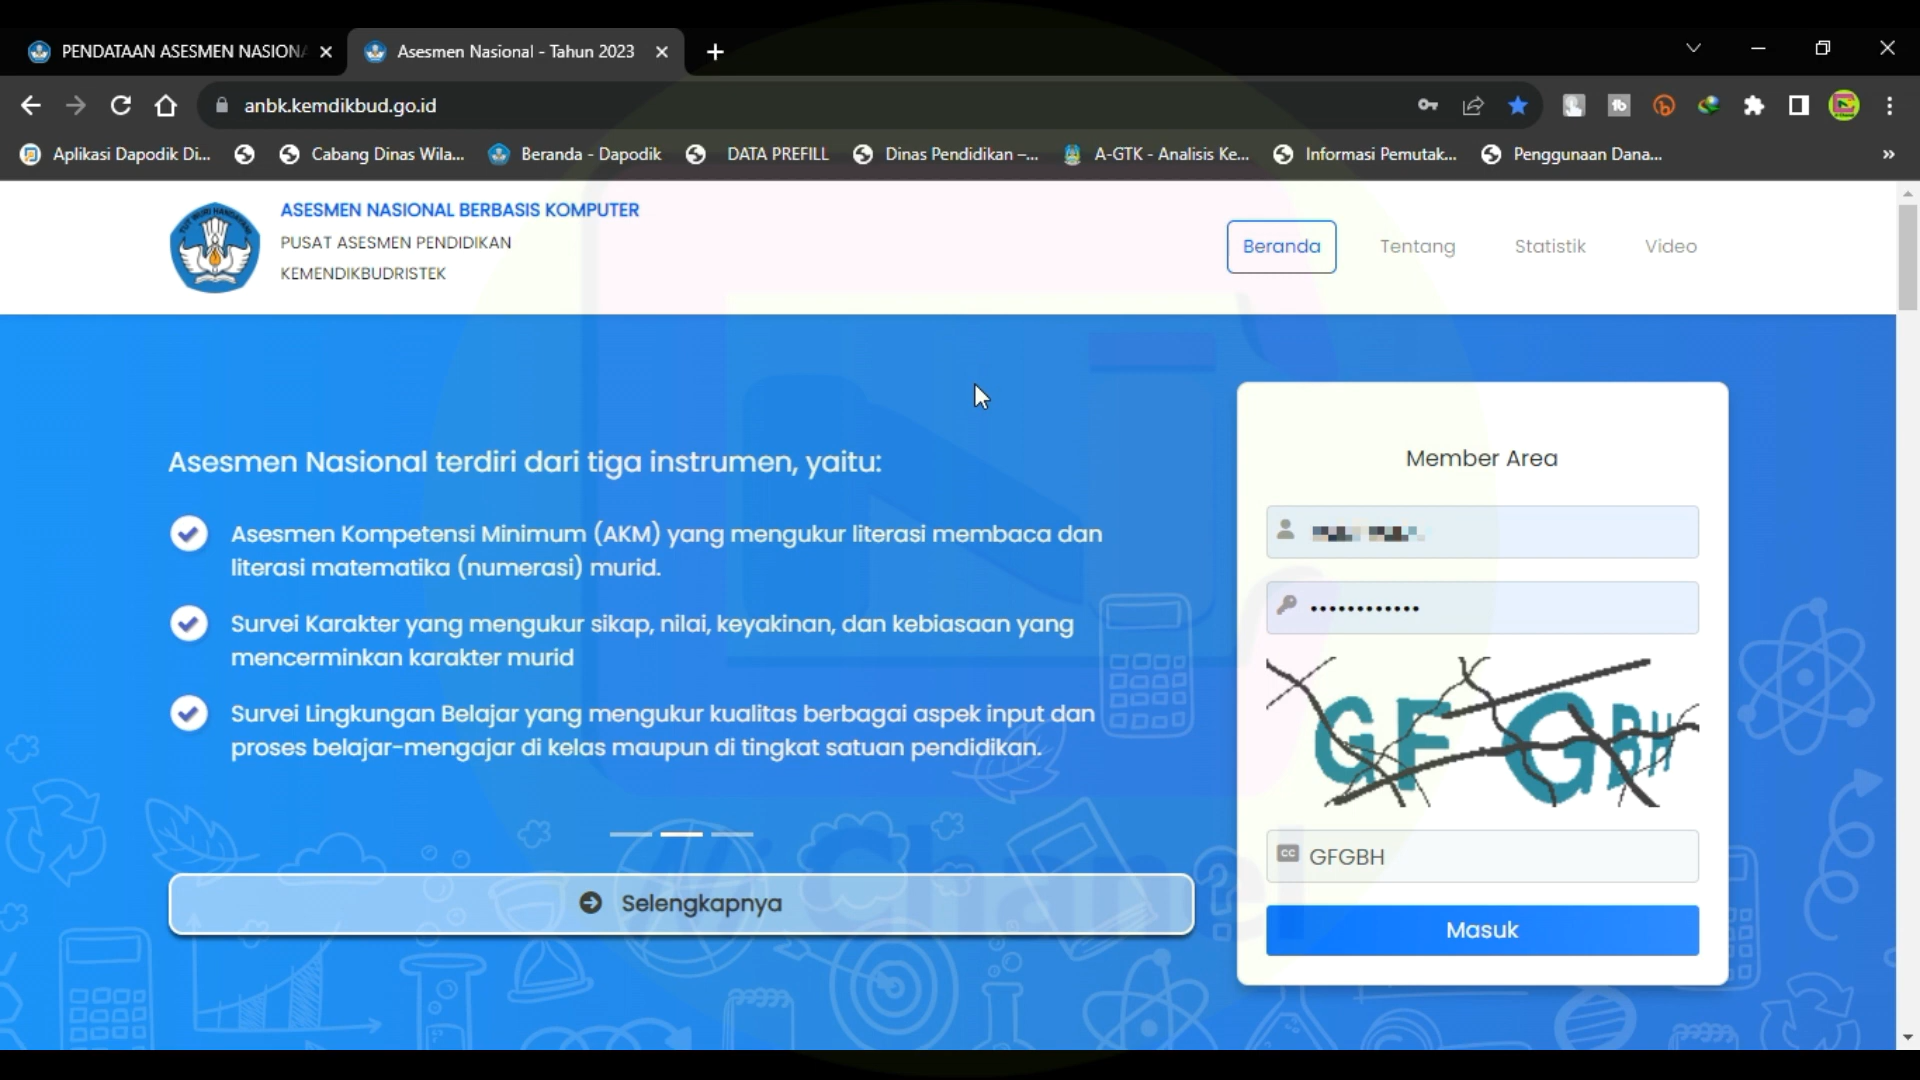 PENDATAAN ASESMEN NASIONA
Asesmen Nasional - Tahun 2023
anbk.kemdikbud.go.id
Aplikasi Dapodik Di...
Cabang Dinas Wila...
Beranda - Dapodik
DATA PREFILL
Dinas Pendidikan –...
A-GTK - Analisis Ke...
Informasi Pemutak...
Penggunaan Dana...
ASESMEN NASIONAL BERBASIS KOMPUTER
PUSAT ASESMEN PENDIDIKAN
KEMENDIKBUDRISTEK
Beranda
Tentang
Statistik
Video
Asesmen Nasional terdiri dari tiga instrumen, yaitu:
Asesmen Kompetensi Minimum (AKM) yang mengukur literasi membaca dan
literasi matematika (numerasi) murid.
Survei Karakter yang mengukur sikap, nilai, keyakinan, dan kebiasaan yang
mencerminkan karakter murid
Survei Lingkungan Belajar yang mengukur kualitas berbagai aspek input dan
proses belajar-mengajar di kelas maupun di tingkat satuan pendidikan.
Selengkapnya
Member Area
GFGBH
GFGBH
Masuk
Chanel